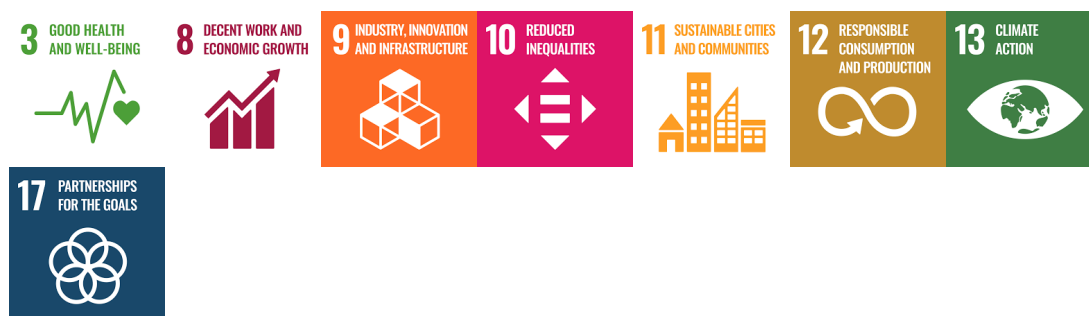 3 GOOD HEALTH
AND WELL-BEING
8 DECENT WORK AND
ECONOMIC GROWTH
9 INDUSTRY, INNOVATION
AND INFRASTRUCTURE
10 REDUCED
INEQUALITIES
11 SUSTAINABLE CITIES
AND COMMUNITIES
12 RESPONSIBLE
CONSUMPTION
AND PRODUCTION
13 CLIMATE
ACTION
17 PARTNERSHIPS
FOR THE GOALS